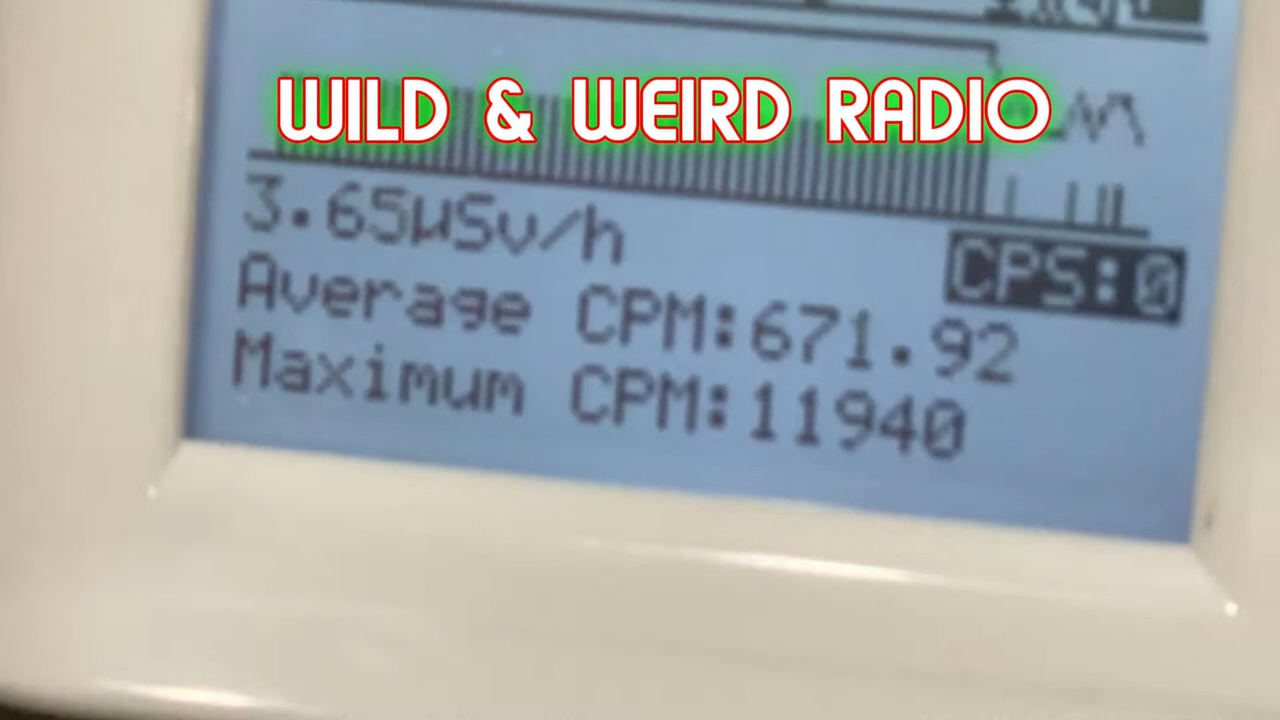 WILD & WEIRD RADIO
3.65µSv/h
CPS:0
Average CPM:671.92
Maximum CPM:11940